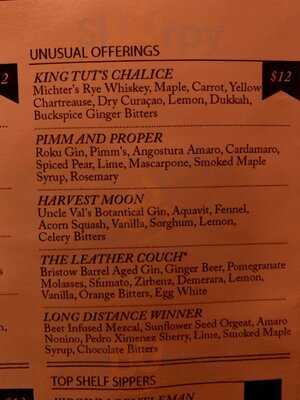 2
UNUSUAL OFFERINGS
KING TUT'S CHALICE
$12
Michter's Rye Whiskey, Maple, Carrot, Yellow
Chartreause, Dry Curaçao, Lemon, Dukkah,
Buckspice Ginger Bitters
PIMM AND PROPER
Roku Gin, Pimm's, Angostura Amaro, Cardamaro,
Spiced Pear, Lime, Mascarpone, Smoked Maple
Syrup, Rosemary
HARVEST MOON
Uncle Val's Botantical Gin, Aquavit, Fennel,
Acorn Squash, Vanilla, Sorghum, Lemon,
Celery Bitters
THE LEATHER COUCH*
Bristow Barrel Aged Gin, Ginger Beer, Pomegranate
Molasses, Sfumato, Zirbenz, Demerara, Lemon,
Vanilla, Orange Bitters, Egg White
LONG DISTANCE WINNER
Beet Infused Mezcal, Sunflower Seed Orgeat, Amaro
Nonino, Pedro Ximenez Sherry, Lime, Smoked Maple
Syrup, Chocolate Bitters
TOP SHELF SIPPERS